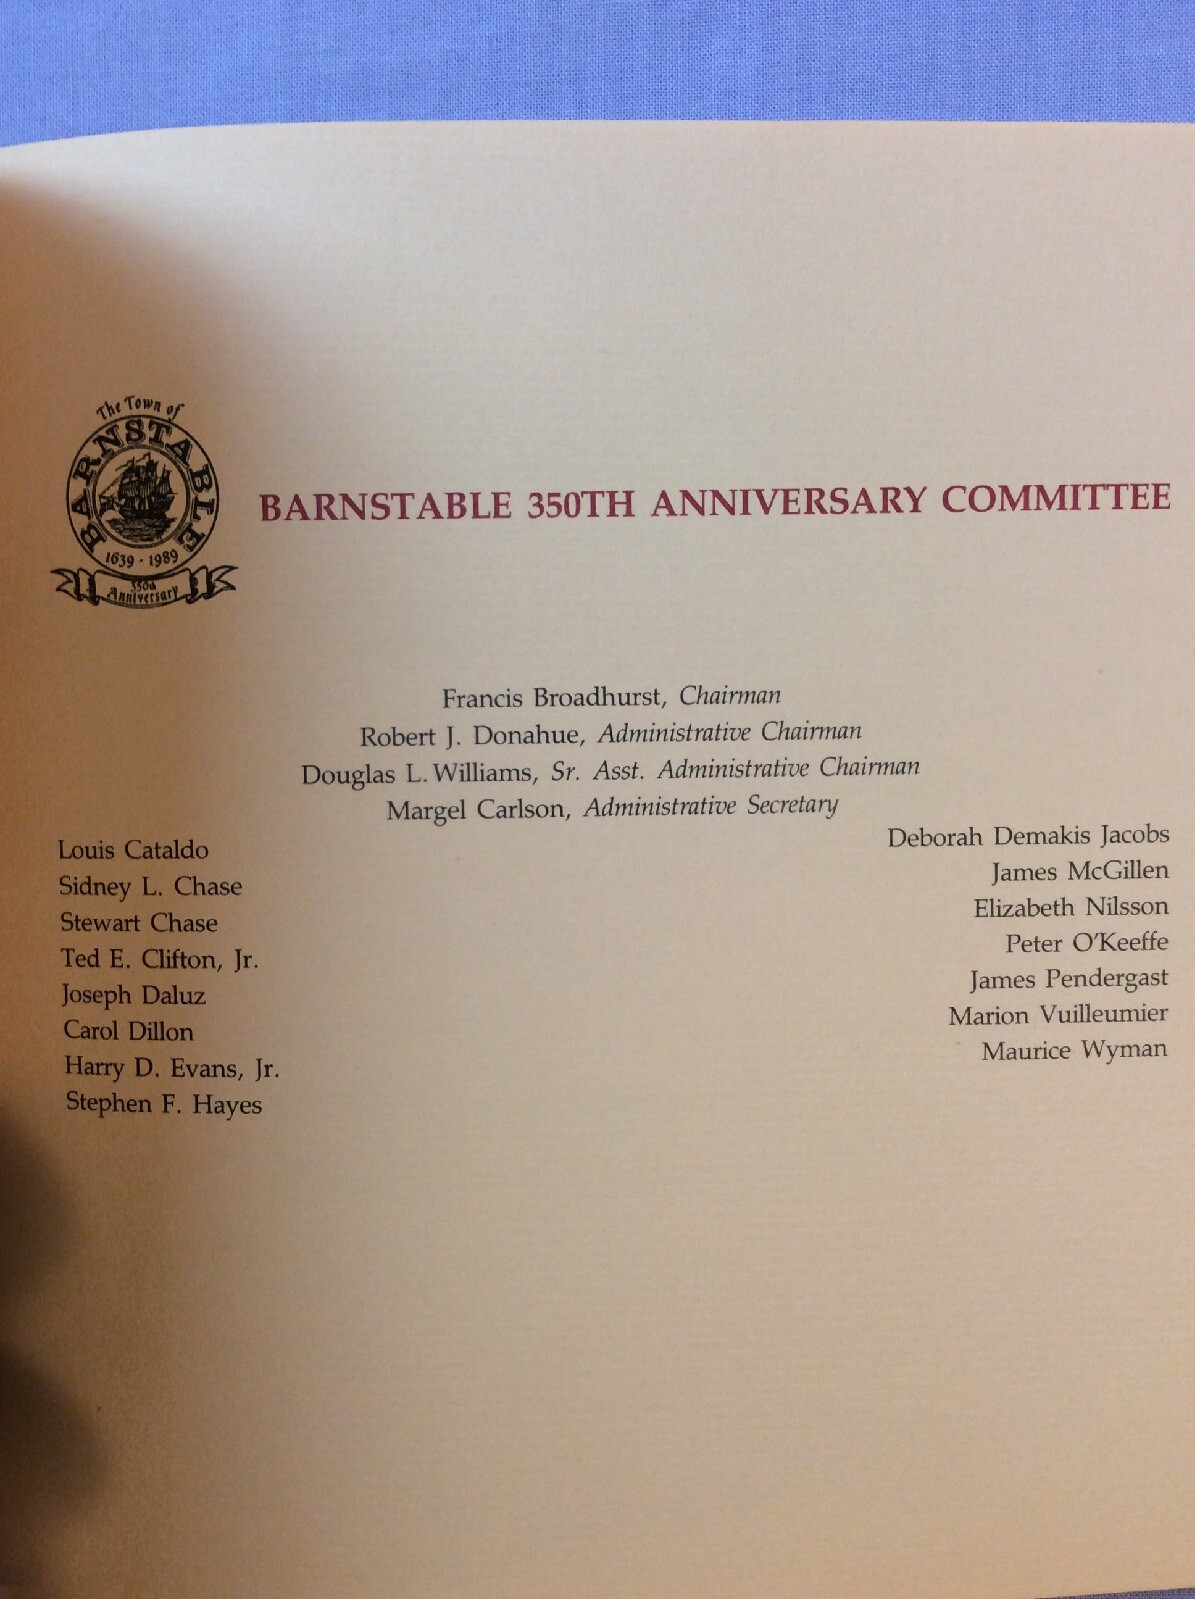 The Town of
BARNSTABLE
1639 · 1989
350th
Anniversary
BARNSTABLE 350TH ANNIVERSARY COMMITTEE
Francis Broadhurst, Chairman
Robert J. Donahue, Administrative Chairman
Douglas L. Williams, Sr. Asst. Administrative Chairman
Margel Carlson, Administrative Secretary
Louis Cataldo
Sidney L. Chase
Stewart Chase
Ted E. Clifton, Jr.
Joseph Daluz
Carol Dillon
Harry D. Evans, Jr.
Stephen F. Hayes
Deborah Demakis Jacobs
James McGillen
Elizabeth Nilsson
Peter O'Keeffe
James Pendergast
Marion Vuilleumier
Maurice Wyman